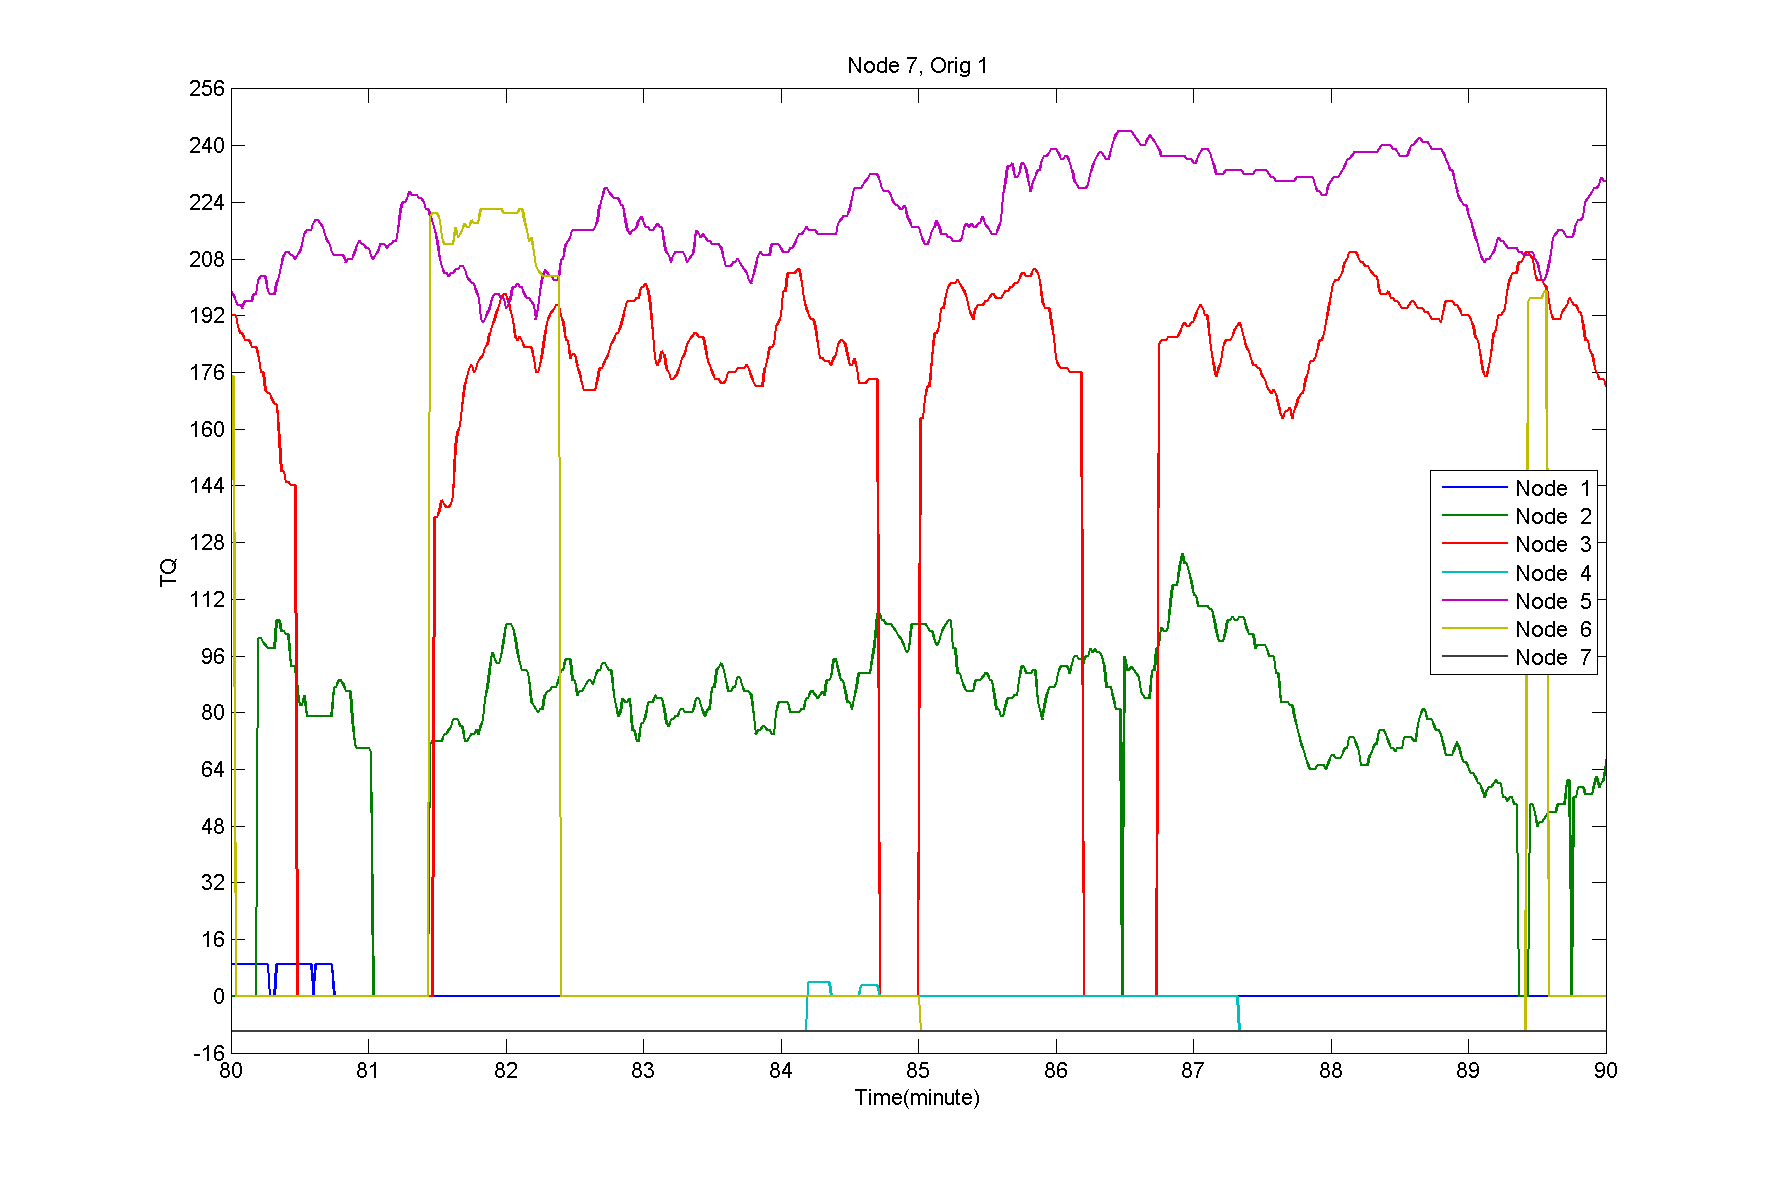 Node 7, Orig 1
256
240
224
208
192
176
160
144
128
112
96
80
64
48
32
16
0
-16
TQ
Node 1
Node 2
Node 3
Node 4
Node 5
Node 6
Node 7
80 81 82 83 84 85 86 87 88 89 90
Time(minute)